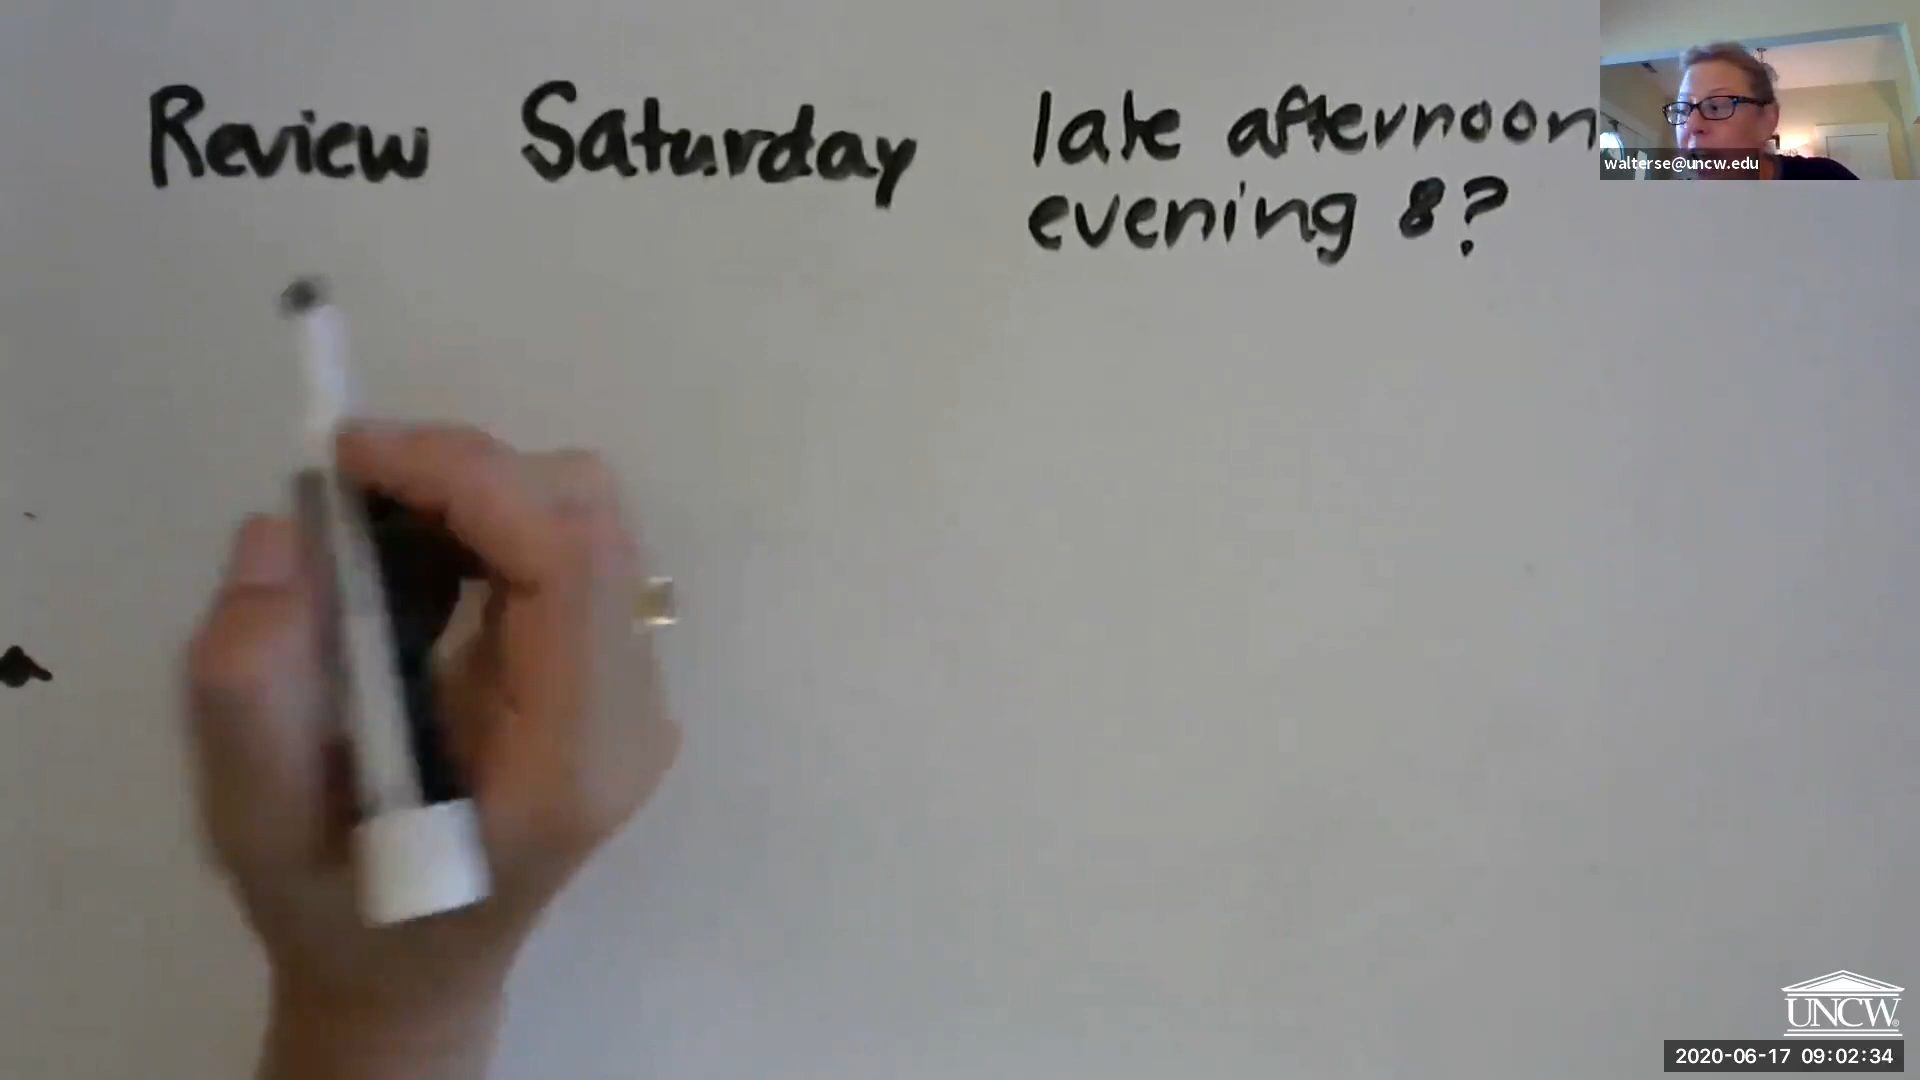 Review Saturday late afternoon
evening 8?
walterse@uncw.edu
UNCW
2020-06-17 09:02:34